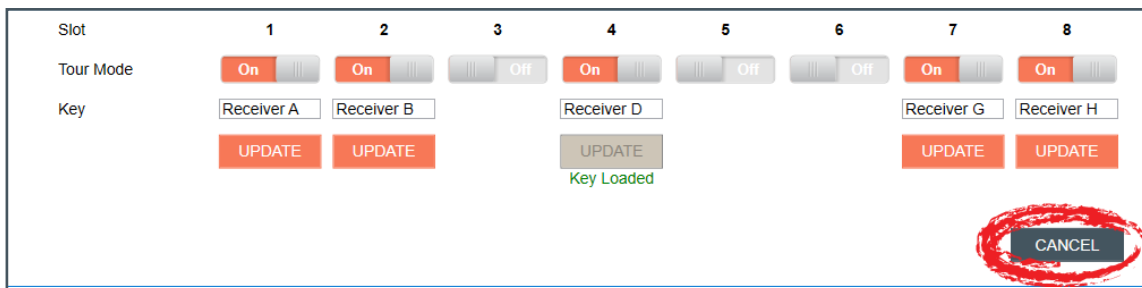 Slot 1 2 3 4 5 6 7 8
Tour Mode On On Off On Off Off On On
Key Receiver A Receiver B Receiver D Receiver G Receiver H
UPDATE UPDATE UPDATE UPDATE UPDATE
Key Loaded
CANCEL